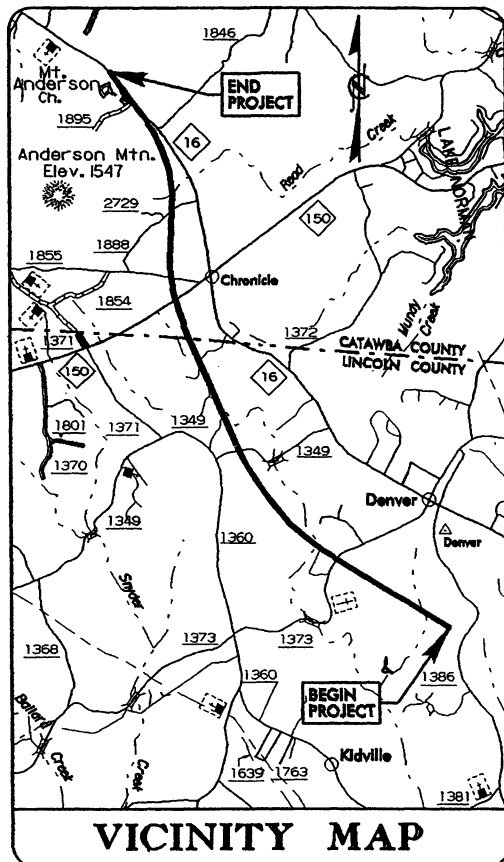 1846
Mt.
Anderson
Ch.
END
PROJECT
1895
16
Reed
Creek
LAKE NORMAN
Anderson Mtn.
Elev. 1547
2729
150
1888
1855
Chronicle
1854
Mundy
Creek
1372
1371
CATAWBA COUNTY
LINCOLN COUNTY
150
16
1349
1801
1371
1349
1370
Denver
Denver
1349
1360
Snyder
1368
1373
1373
1386
1360
BEGIN
PROJECT
Ballard
Creek
Creek
Kidville
1639
1763
1381
VICINITY MAP